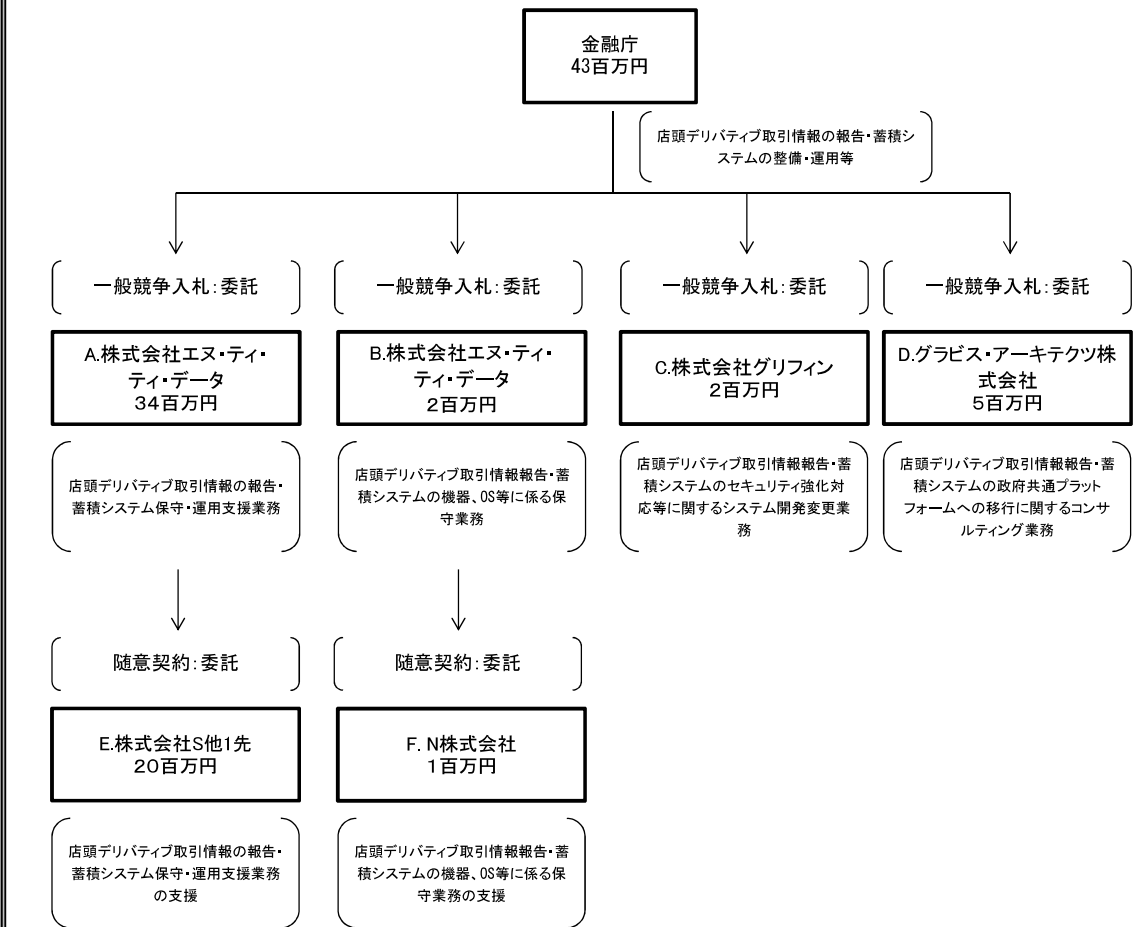 金融庁
43百万円
店頭デリバティブ取引情報の報告・蓄積シ
ステムの整備・運用等
一般競争入札：委託
一般競争入札：委託
一般競争入札：委託
一般競争入札：委託
A.株式会社エヌ・ティ・
ティ・データ
34百万円
B.株式会社エヌ・ティ・
ティ・データ
2百万円
C.株式会社グリフィン
2百万円
D.グラビス・アーキテクツ株
式会社
5百万円
店頭デリバティブ取引情報の報告・
蓄積システム保守・運用支援業務
店頭デリバティブ取引情報報告・蓄
積システムの機器、OS等に係る保
守業務
店頭デリバティブ取引情報報告・蓄
積システムのセキュリティ強化対
応等に関するシステム開発変更業
務
店頭デリバティブ取引情報報告・蓄
積システムの政府共通プラット
フォームへの移行に関するコンサ
ルティング業務
随意契約：委託
随意契約：委託
E.株式会社S他1先
20百万円
F. N株式会社
1百万円
店頭デリバティブ取引情報の報告・
蓄積システム保守・運用支援業務
の支援
店頭デリバティブ取引情報報告・蓄
積システムの機器、OS等に係る保
守業務の支援